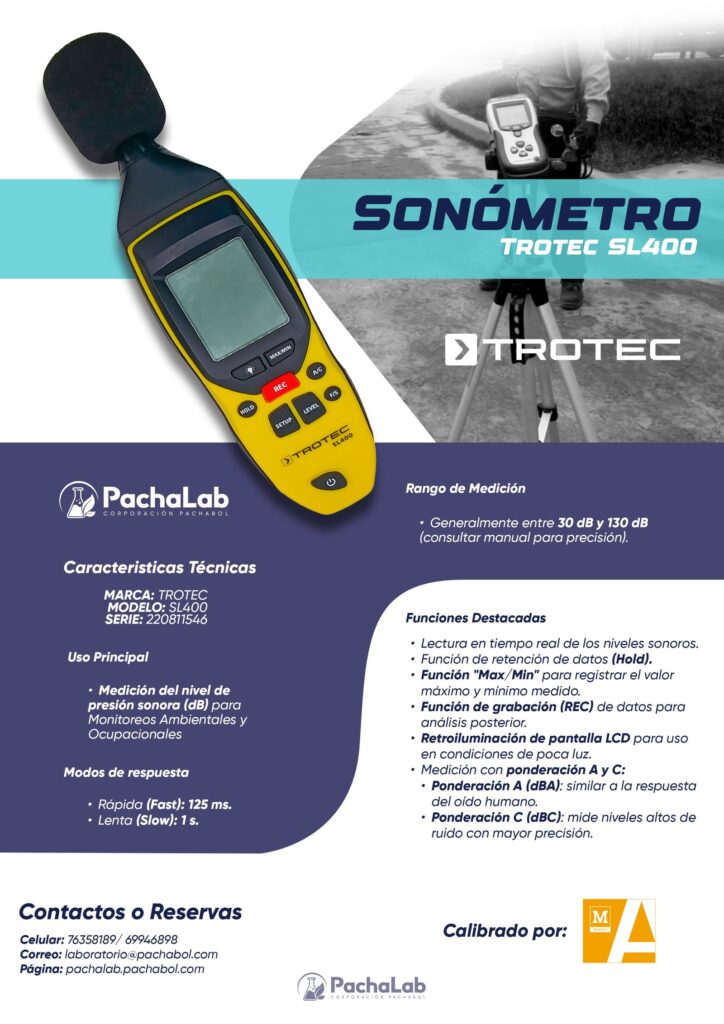 SONÓMETRO
TROTEC SL400
TROTEC
MAX/MIN
REC
A/C
HOLD
SETUP
LEVEL
F/S
TROTEC
SL400
PachaLab
CORPORACIÓN PACHABOL
Caracteristicas Técnicas
MARCA: TROTEC
MODELO: SL400
SERIE: 220811546
Uso Principal
• Medición del nivel de
presión sonora (dB) para
Monitoreos Ambientales y
Ocupacionales
Modos de respuesta
• Rápida (Fast): 125 ms.
• Lenta (Slow): 1 s.
Rango de Medición
• Generalmente entre 30 dB y 130 dB
(consultar manual para precisión).
Funciones Destacadas
• Lectura en tiempo real de los niveles sonoros.
• Función de retención de datos (Hold).
• Función "Max/Min" para registrar el valor
máximo y mínimo medido.
• Función de grabación (REC) de datos para
análisis posterior.
• Retroiluminación de pantalla LCD para uso
en condiciones de poca luz.
• Medición con ponderación A y C:
• Ponderación A (dBA): similar a la respuesta
del oído humano.
• Ponderación C (dBC): mide niveles altos de
ruido con mayor precisión.
Contactos o Reservas
Celular: 76358189/ 69946898
Correo: laboratorio@pachabol.com
Página: pachalab.pachabol.com
Calibrado por:
M
A
PachaLab
CORPORACIÓN PACHABOL